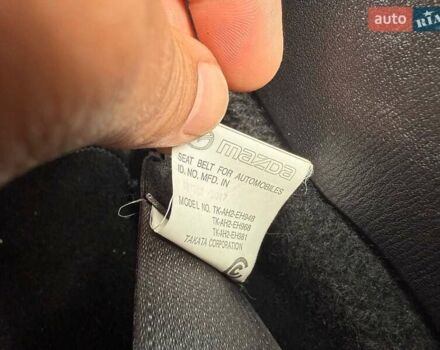 auto RIA
mazda
SEAT BELT FOR AUTOMOBILES
ID. NO. MFD. IN
MODEL NO. TK-AH2-EH948
TK-AH2-EH968
TK-AH2-EH981
TAKATA CORPORATION